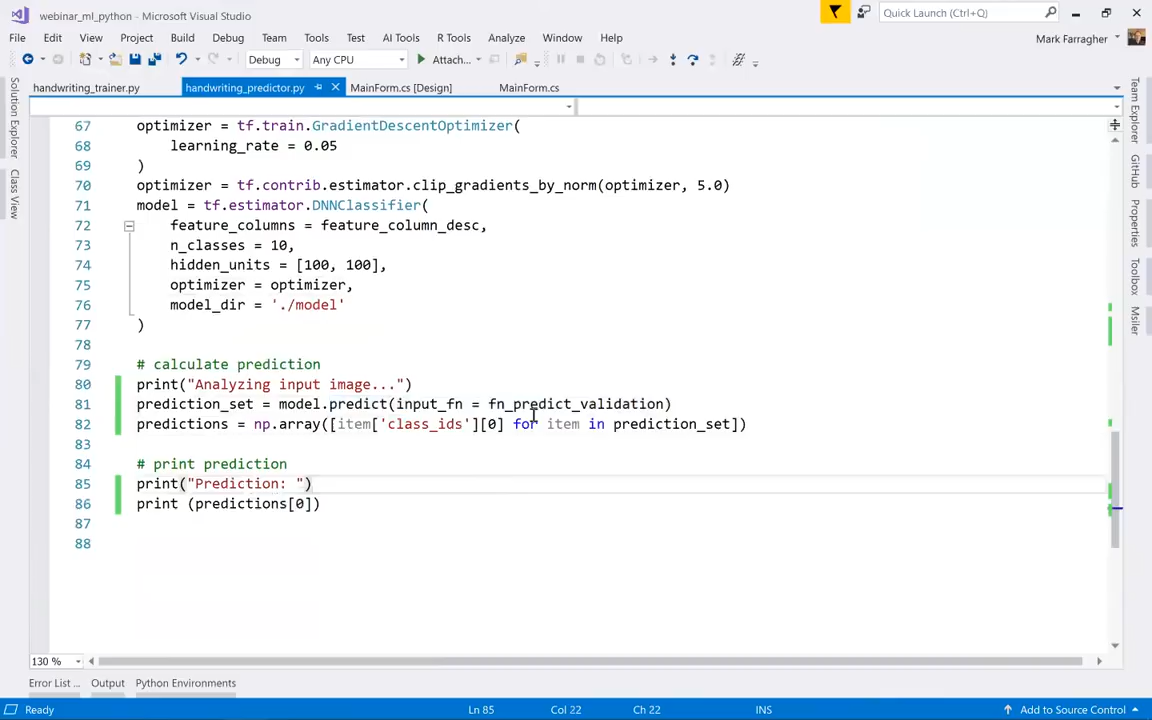 webinar_ml_python - Microsoft Visual Studio
Quick Launch (Ctrl+Q)
File Edit View Project Build Debug Team Tools Test AI Tools R Tools Analyze Window Help
Mark Farragher
Debug Any CPU Attach...
handwriting_trainer.py handwriting_predictor.py MainForm.cs [Design] MainForm.cs
67 optimizer = tf.train.GradientDescentOptimizer(
68 learning_rate = 0.05
69 )
70 optimizer = tf.contrib.estimator.clip_gradients_by_norm(optimizer, 5.0)
71 model = tf.estimator.DNNClassifier(
72 feature_columns = feature_column_desc,
73 n_classes = 10,
74 hidden_units = [100, 100],
75 optimizer = optimizer,
76 model_dir = './model'
77 )
78
79 # calculate prediction
80 print("Analyzing input image...")
81 prediction_set = model.predict(input_fn = fn_predict_validation)
82 predictions = np.array([item['class_ids'][0] for item in prediction_set])
83
84 # print prediction
85 print("Prediction: ")
86 print (predictions[0])
87
88
Solution Explorer
Class View
Team Explorer
GitHub
Properties
Toolbox
Msiler
130 %
Error List ... Output Python Environments
Ready Ln 85 Col 22 Ch 22 INS Add to Source Control